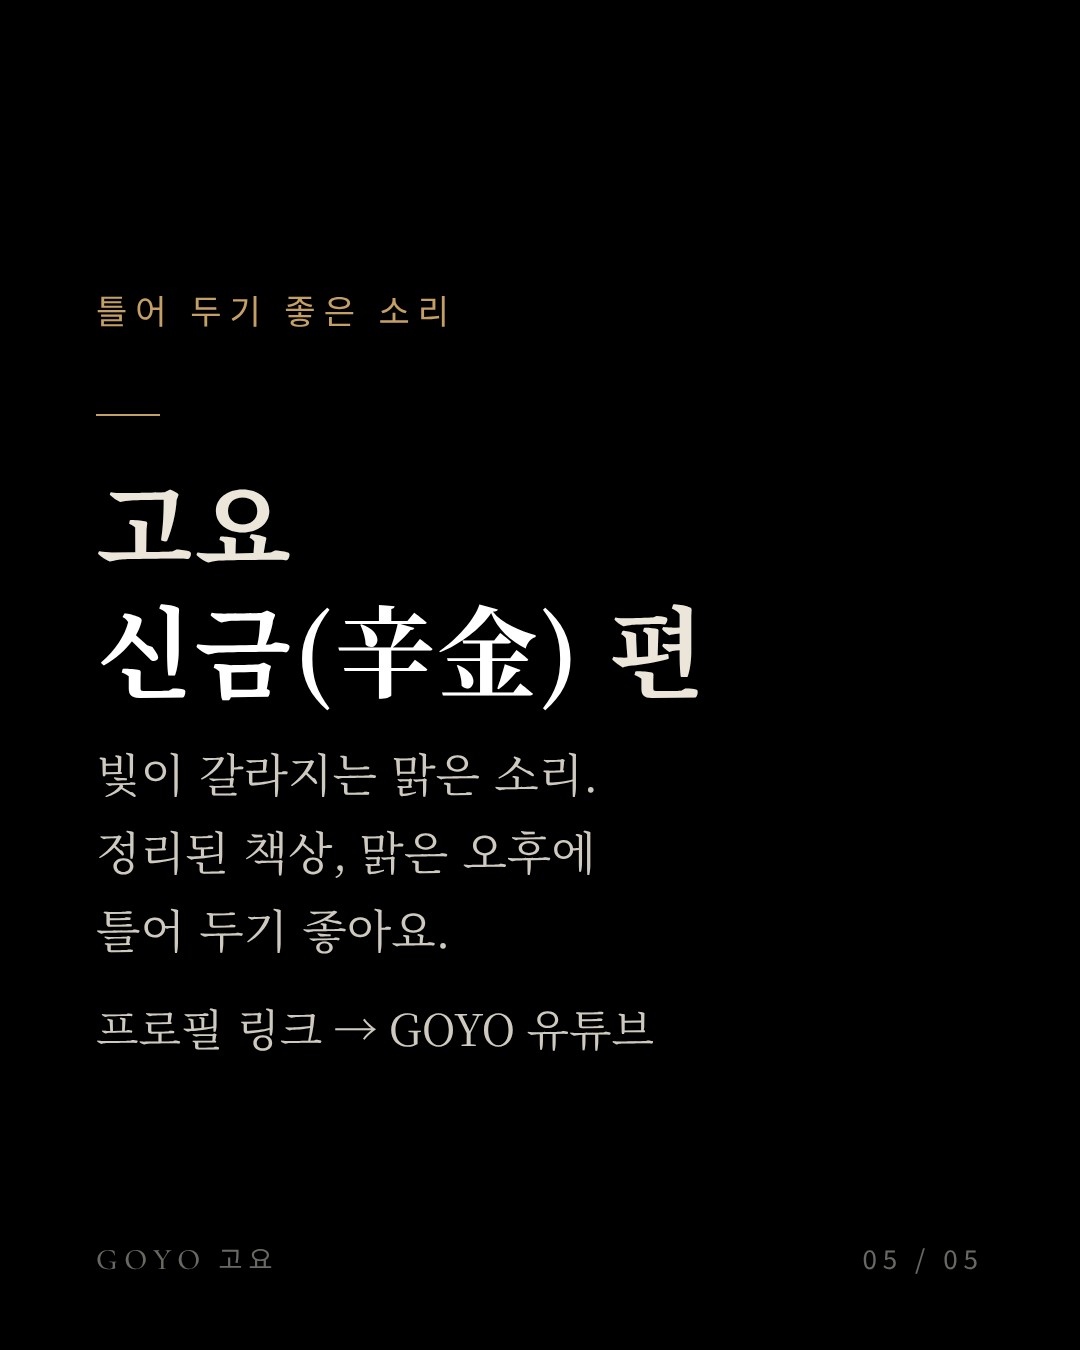 틀어 두기 좋은 소리
고요
신금(辛金) 편
빛이 갈라지는 맑은 소리.
정리된 책상, 맑은 오후에
틀어 두기 좋아요.
프로필 링크 → GOYO 유튜브
GOYO 고요
05 / 05